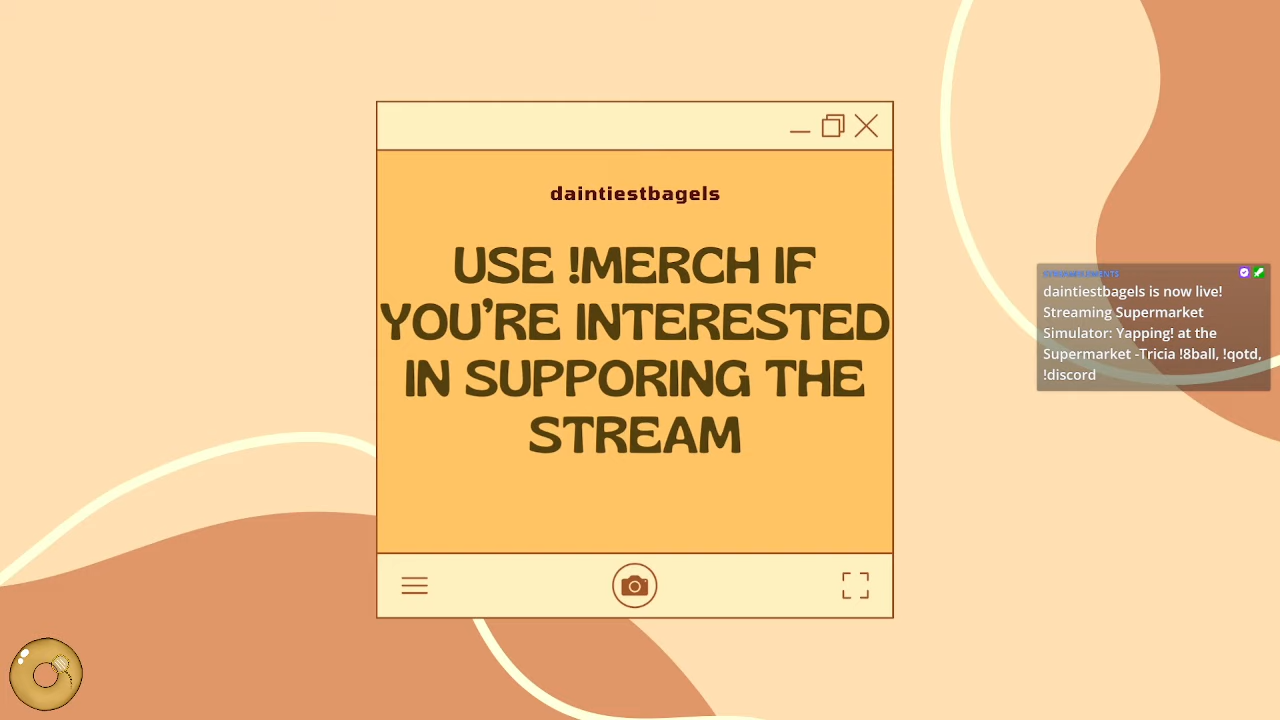 daintiestbagels
USE !MERCH IF
YOU'RE INTERESTED
IN SUPPORING THE
STREAM
daintiestbagels is now live!
Streaming Supermarket
Simulator: Yapping! at the
Supermarket -Tricia !8ball, !qotd,
!discord